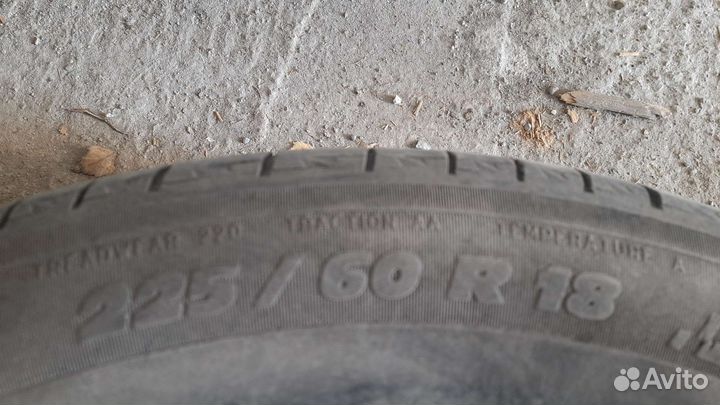 TREADWEAR 220 TRACTION AA TEMPERATURE A
225 / 60 R 18
Avito